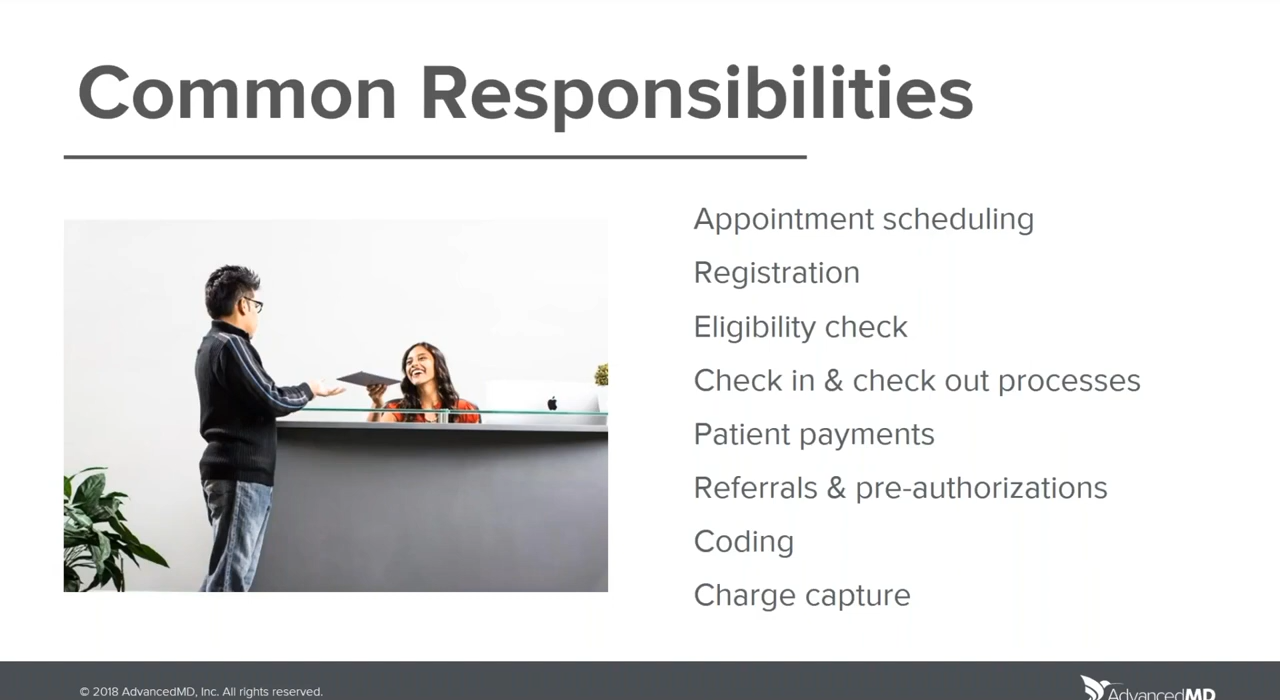 Common Responsibilities
Appointment scheduling
Registration
Eligibility check
Check in & check out processes
Patient payments
Referrals & pre-authorizations
Coding
Charge capture
© 2018 AdvancedMD, Inc. All rights reserved.
AdvancedMD